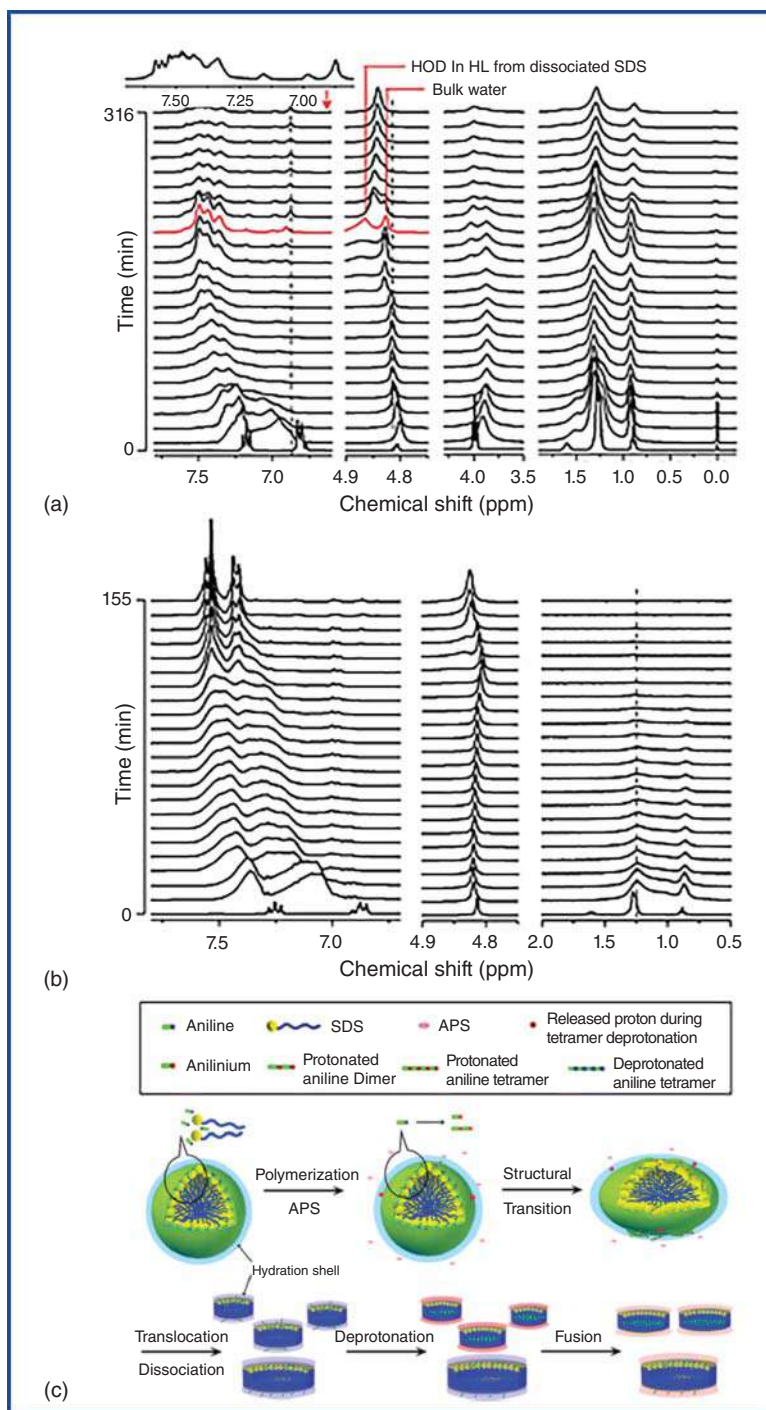 HOD In HL from dissociated SDS
Bulk water
7.50 7.25 7.00
316
Time (min)
0
7.5 7.0 4.9 4.8 4.0 3.5 1.5 1.0 0.5 0.0
(a) Chemical shift (ppm)
155
Time (min)
0
7.5 7.0 4.9 4.8 2.0 1.5 1.0 0.5
Chemical shift (ppm)
(b)
Aniline SDS APS Released proton during tetramer deprotonation
Anilinium Protonated aniline Dimer Protonated aniline tetramer Deprotonated aniline tetramer
Polymerization
APS
Structural
Transition
Hydration shell
Translocation
Dissociation
Deprotonation
Fusion
(c)